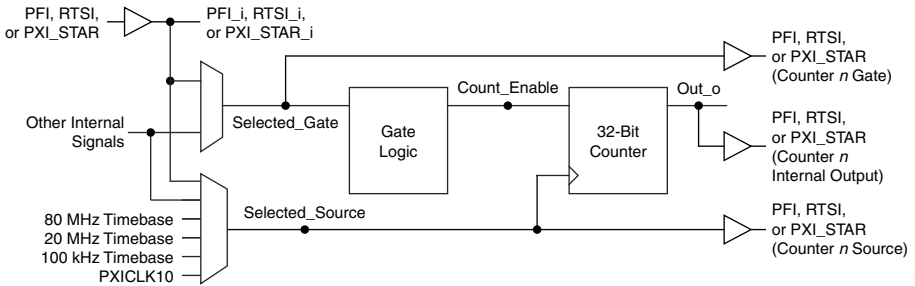 PFI, RTSI,
or PXI_STAR
PFI_i, RTSI_i,
or PXI_STAR_i
PFI, RTSI,
or PXI_STAR
(Counter n Gate)
Other Internal
Signals
Selected_Gate
Gate
Logic
Count_Enable
32-Bit
Counter
Out_o
PFI, RTSI,
or PXI_STAR
(Counter n
Internal Output)
80 MHz Timebase
20 MHz Timebase
100 kHz Timebase
PXICLK10
Selected_Source
PFI, RTSI,
or PXI_STAR
(Counter n Source)